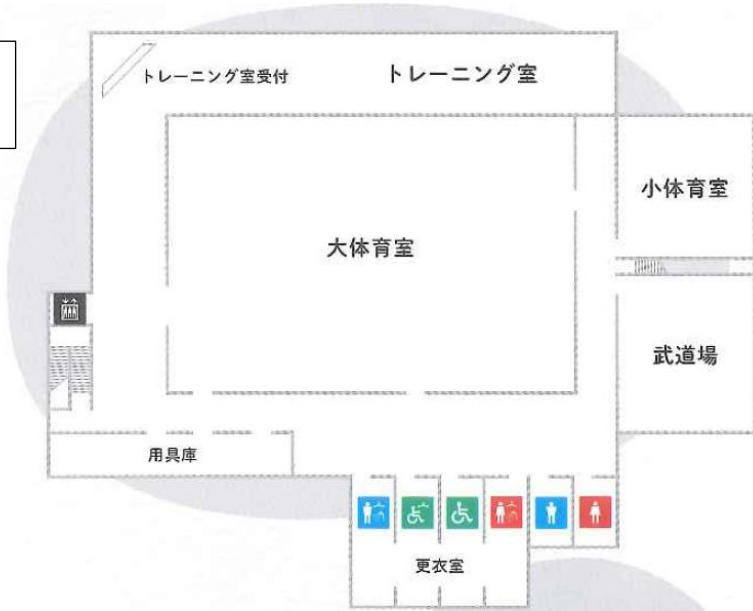 トレーニング室受付
トレーニング室
小体育室
大体育室
武道場
用具庫
更衣室